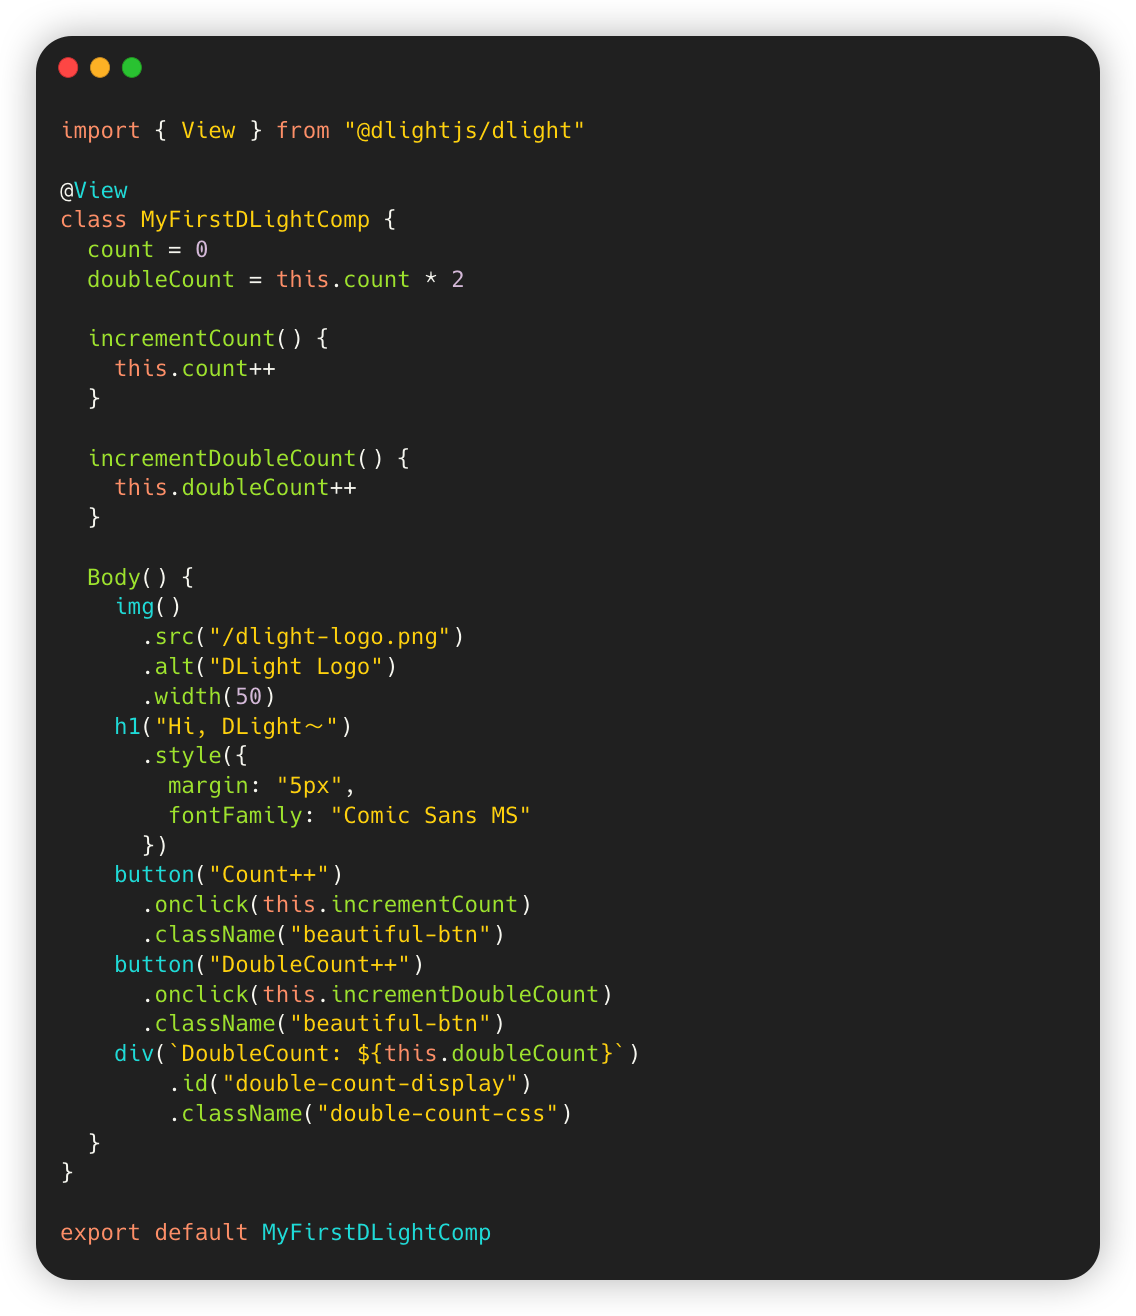 import { View } from "@dlightjs/dlight"

@View
class MyFirstDLightComp {
  count = 0
  doubleCount = this.count * 2

  incrementCount() {
    this.count++
  }

  incrementDoubleCount() {
    this.doubleCount++
  }

  Body() {
    img()
      .src("/dlight-logo.png")
      .alt("DLight Logo")
      .width(50)
    h1("Hi, DLight~")
      .style({
        margin: "5px",
        fontFamily: "Comic Sans MS"
      })
    button("Count++")
      .onclick(this.incrementCount)
      .className("beautiful-btn")
    button("DoubleCount++")
      .onclick(this.incrementDoubleCount)
      .className("beautiful-btn")
    div(`DoubleCount: ${this.doubleCount}`)
        .id("double-count-display")
        .className("double-count-css")
  }
}

export default MyFirstDLightComp